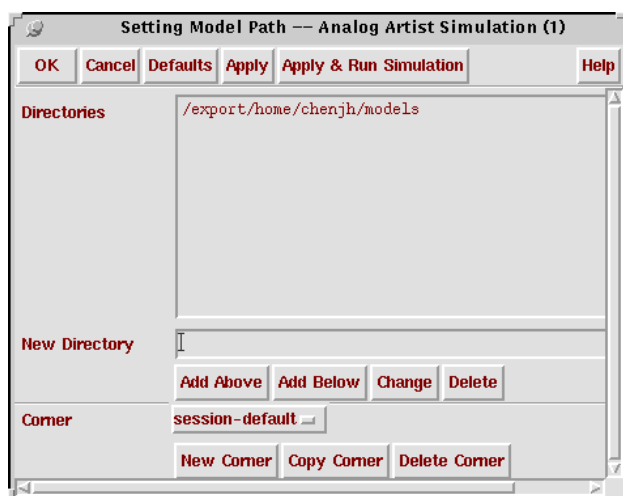 Setting Model Path -- Analog Artist Simulation (1)
OK Cancel Defaults Apply Apply & Run Simulation Help
Directories /export/home/chenjh/models
New Directory
Add Above Add Below Change Delete
Corner session-default
New Corner Copy Corner Delete Corner